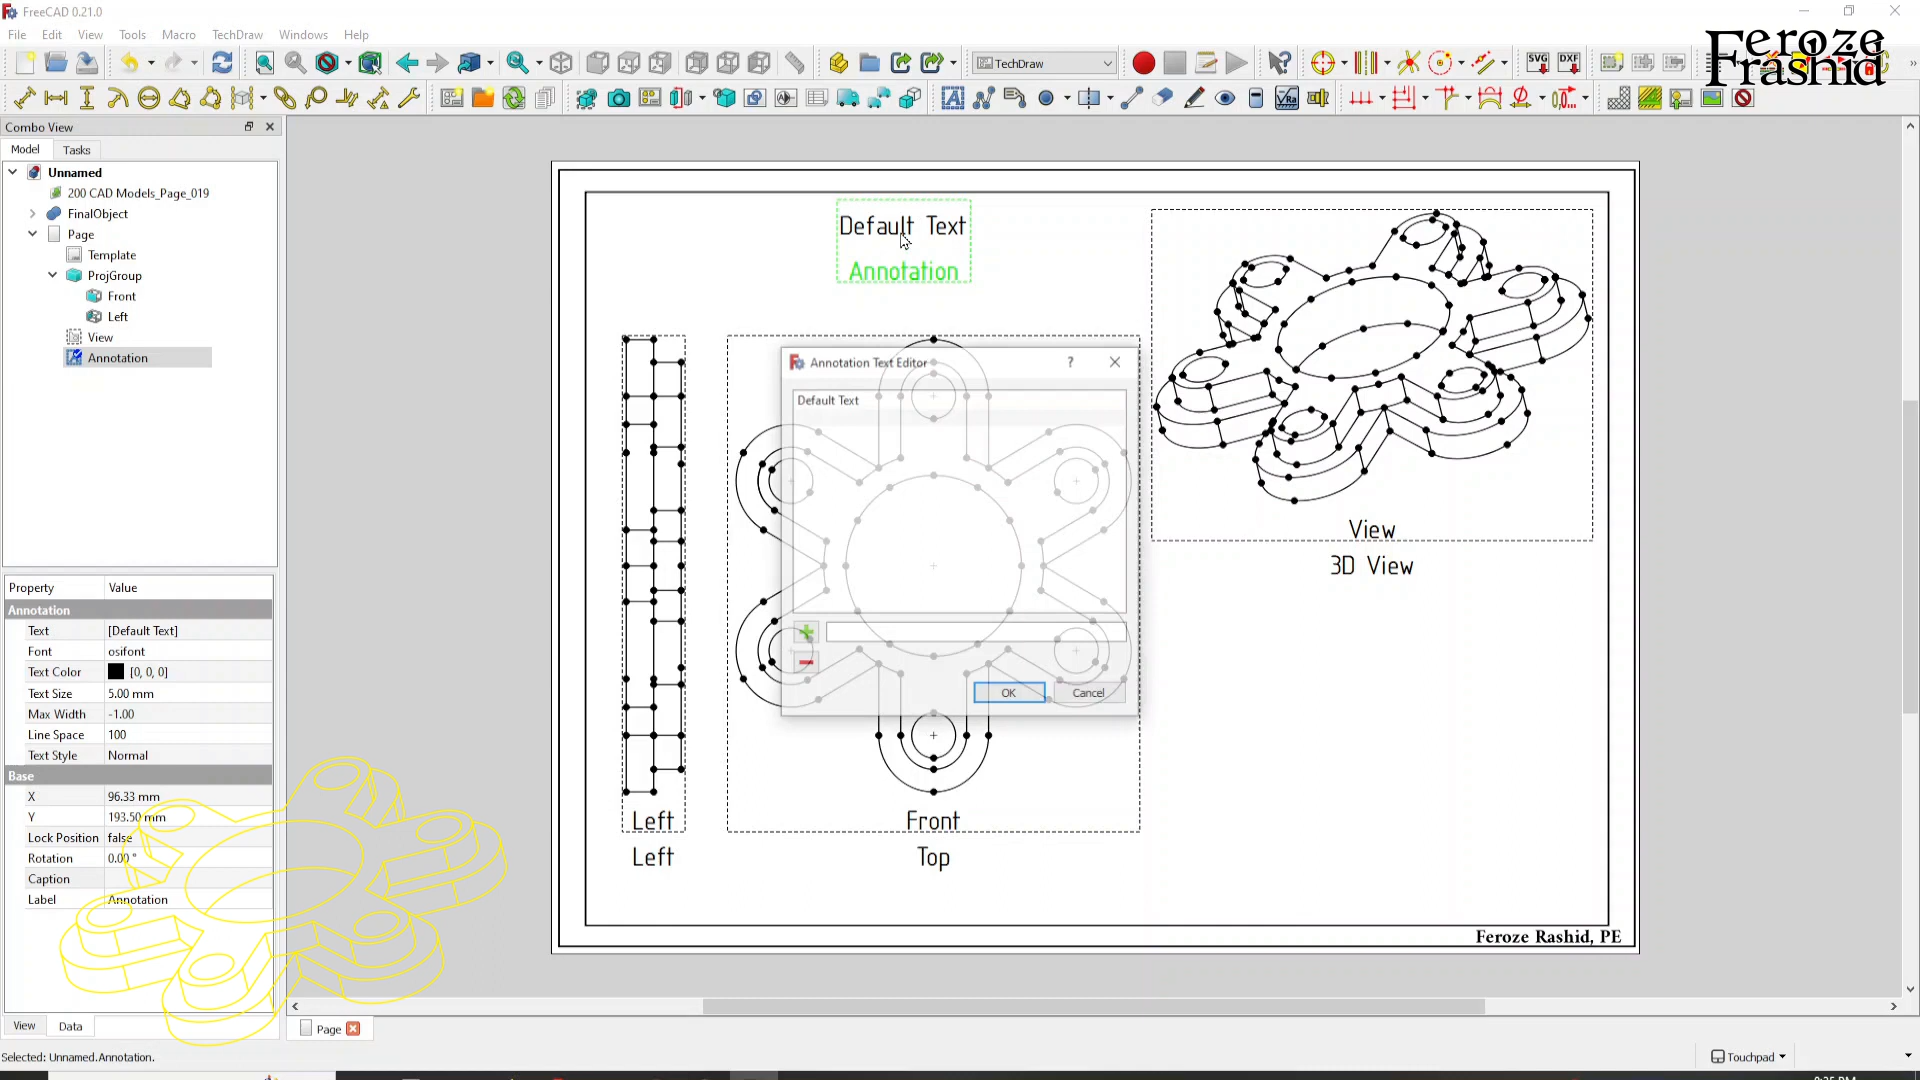 FreeCAD 0.21.0
Feroze
Frashid
File Edit View Tools Macro TechDraw Windows Help
TechDraw
SVG DXF
Combo View
Model Tasks
Unnamed
200 CAD Models_Page_019
FinalObject
Page
Template
ProjGroup
Front
Left
View
Annotation
Property Value
Annotation
Text [Default Text]
Font osifont
Text Color [0, 0, 0]
Text Size 5.00 mm
Max Width -1.00
Line Space 100
Text Style Normal
Base
X 96.33 mm
Y 193.50 mm
Lock Position false
Rotation 0.00 °
Caption
Label Annotation
View Data
Default Text
Annotation
Annotation Text Editor
Default Text
OK Cancel
View
3D View
Left
Left
Front
Top
Feroze Rashid, PE
Page
Selected: Unnamed.Annotation.
Touchpad